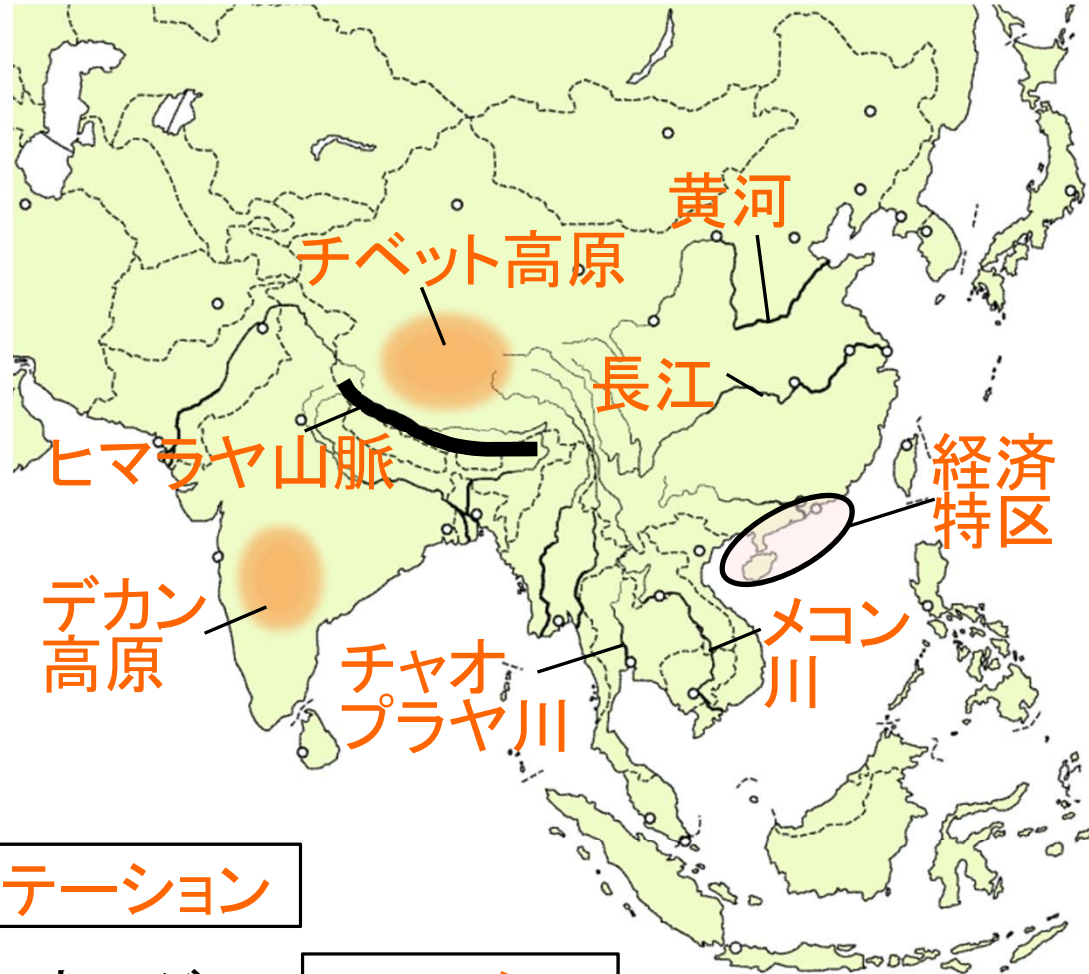 黄河
チベット高原
長江
ヒマラヤ山脈
経済
特区
デカン
高原
チャオ
プラヤ川
メコン
川
テーション